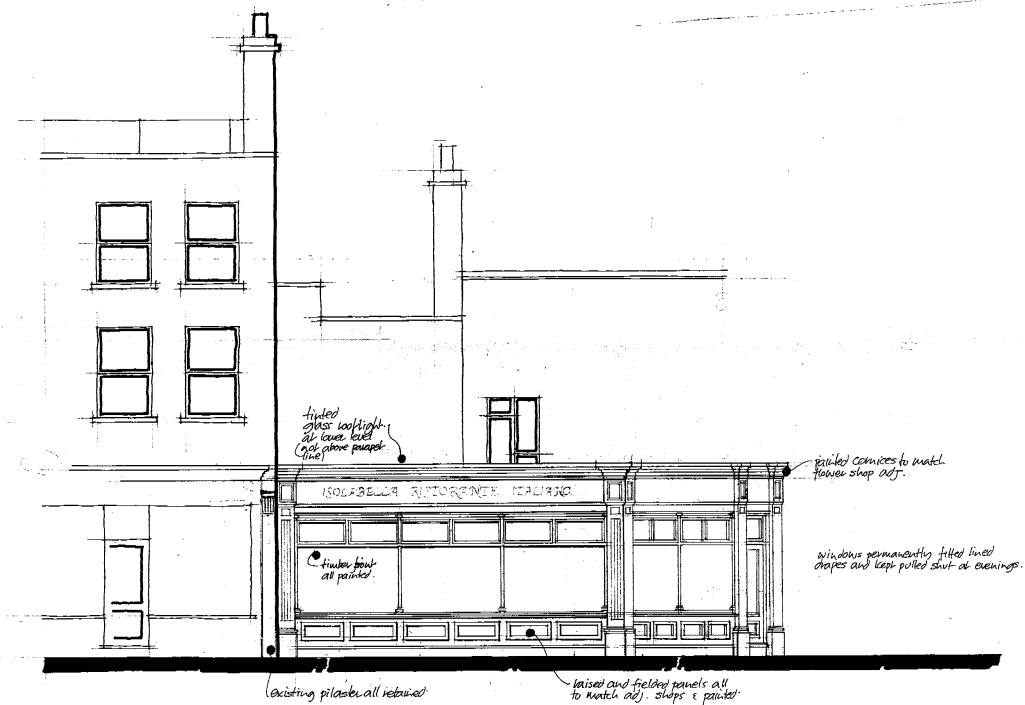 tinted
glass rooflight
at lower level
(not above parapet
line)
painted cornices to match
flower shop adj.
ISOLABELLA RISTORANTE ITALIANO
timber front
all painted.
windows permanently fitted lined
drapes and kept pulled shut at evenings.
existing pilaster all retained
raised and fielded panels all
to match adj. shops & painted